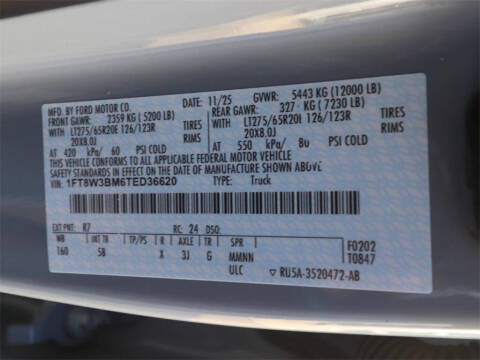 MFD. BY FORD MOTOR CO. DATE: 11/25 GVWR: 5443 KG (12000 LB)
FRONT GAWR: 2359 KG (5200 LB) REAR GAWR: 327 KG (7230 LB)
WITH LT275/65R20E 126/123R TIRES WITH LT275/65R20E 126/123R TIRES
20X8.0J RIMS 20X8.0J RIMS
AT 420 kPa/ 60 PSI COLD AT 550 kPa/ 80 PSI COLD
THIS VEHICLE CONFORMS TO ALL APPLICABLE FEDERAL MOTOR VEHICLE
SAFETY STANDARDS IN EFFECT ON THE DATE OF MANUFACTURE SHOWN ABOVE.
VIN: 1FT8W3BM6TED36620 TYPE: Truck
EXT PNT: R7 RC: 24 DSO:
WB INT TR TP/PS R AXLE TR SPR F0202
160 5B X 3J G MMNN T0847
ULC ▽ RU5A-3520472-AB